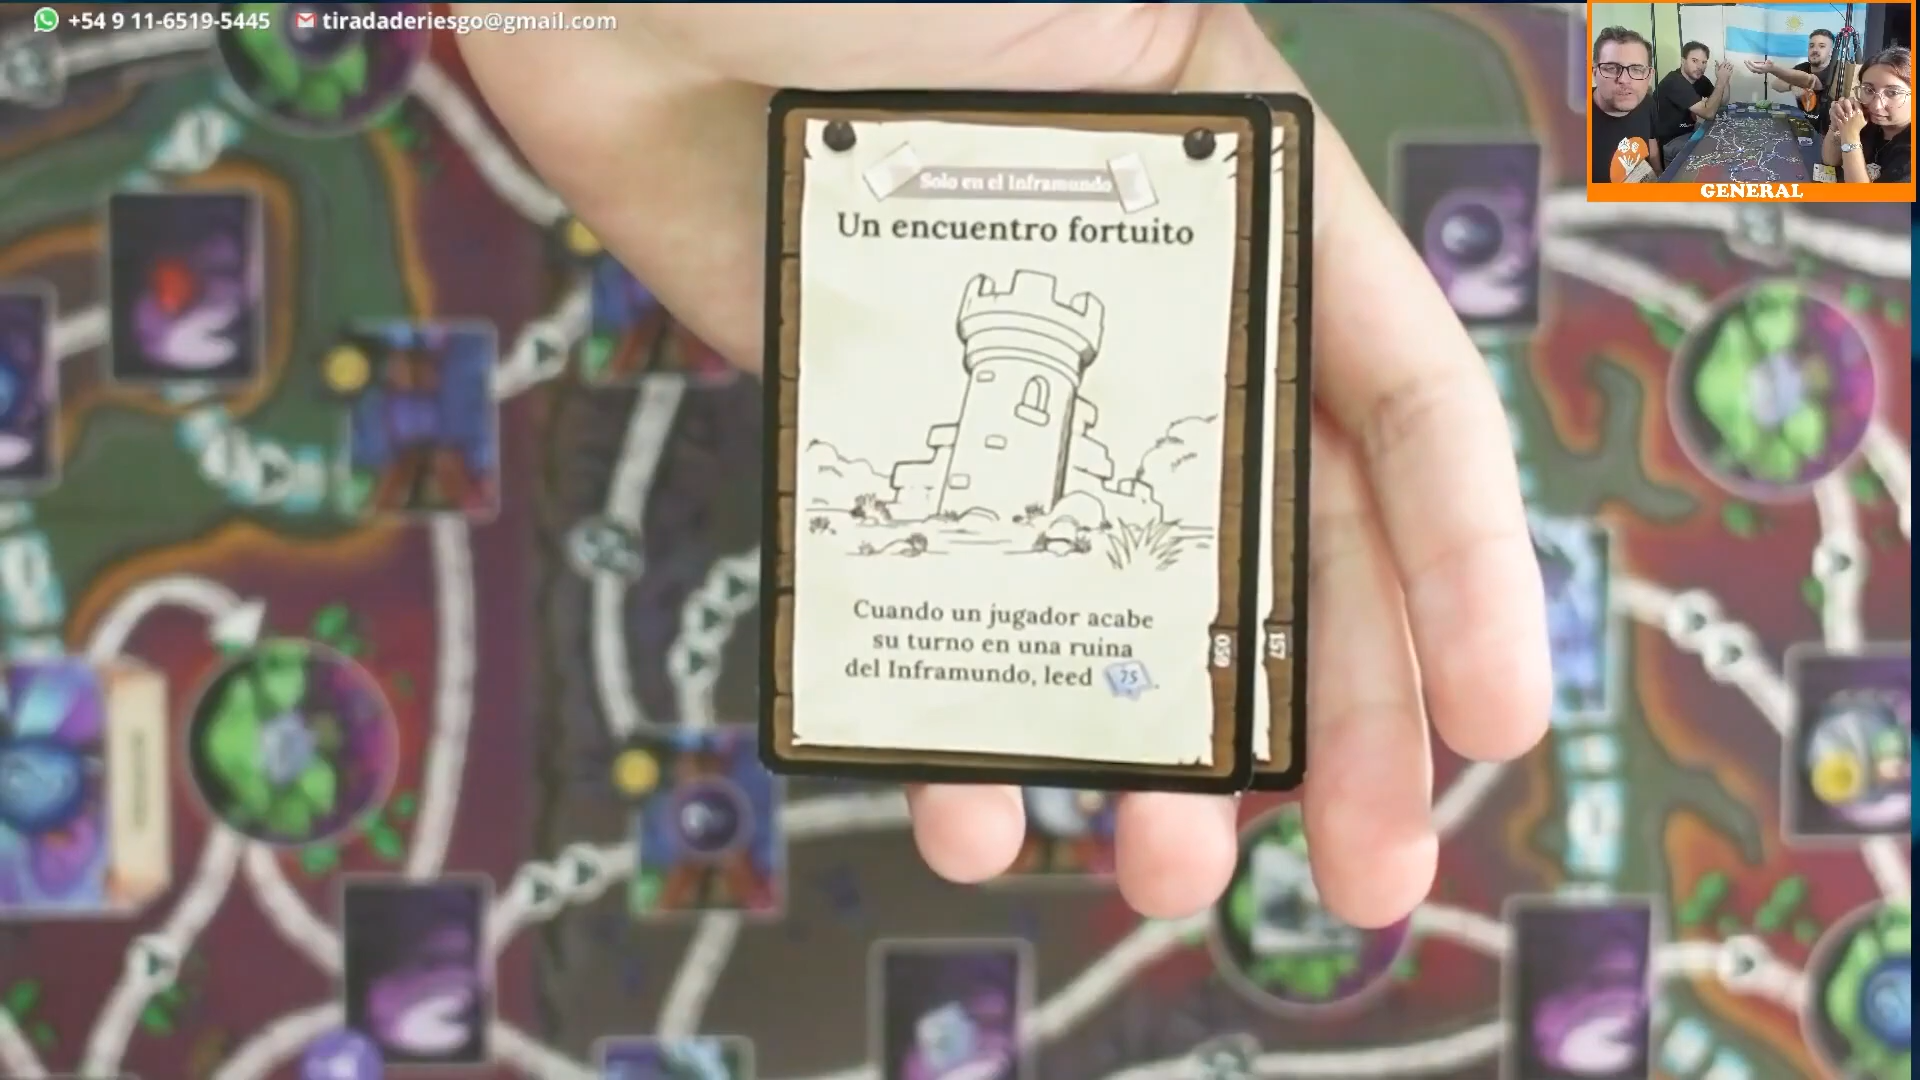 +54 9 11-6519-5445 tiradaderiesgo@gmail.com
GENERAL
Solo en el Inframundo
Un encuentro fortuito
Cuando un jugador acabe
su turno en una ruina
del Inframundo, leed 75.
059
157